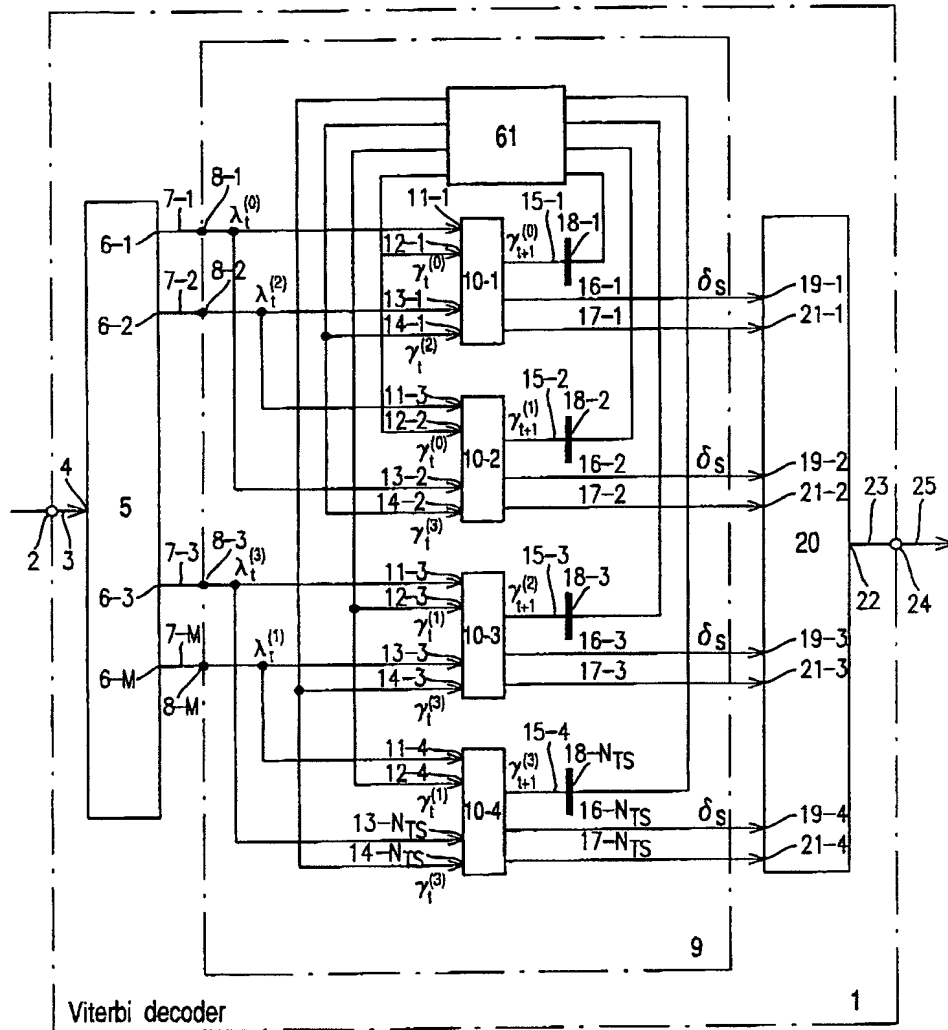 61
8-1
7-1
λt(0)
11-1
15-1
18-1
6-1
8-2
12-1
γt+1(0)
γt(0)
10-1
7-2
λt(2)
13-1
16-1
δS
19-1
6-2
14-1
17-1
21-1
γt(2)
15-2
11-3
18-2
12-2
γt+1(1)
γt(0)
10-2
16-2
δS
19-2
4
5
13-2
14-2
17-2
21-2
23
25
γt(3)
20
2
3
8-3
7-3
λt(3)
15-3
22
24
11-3
18-3
6-3
12-3
γt+1(2)
γt(1)
10-3
7-M
λt(1)
13-3
16-3
δS
19-3
6-M
14-3
17-3
21-3
8-M
γt(3)
15-4
11-4
18-NTS
12-4
γt+1(3)
γt(1)
10-4
16-NTS
δS
19-4
13-NTS
17-NTS
21-4
14-NTS
γt(3)
9
Viterbi decoder
1